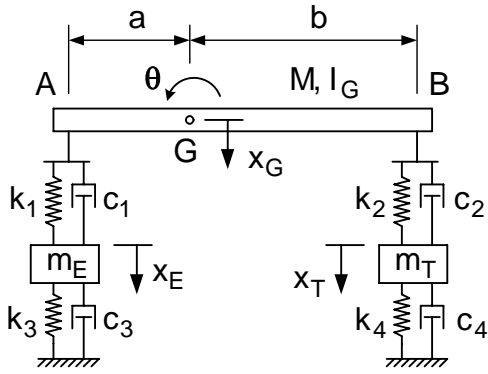 a b
A θ M, I_G B
G x_G
k_1 c_1 k_2 c_2
m_E x_E x_T m_T
k_3 c_3 k_4 c_4